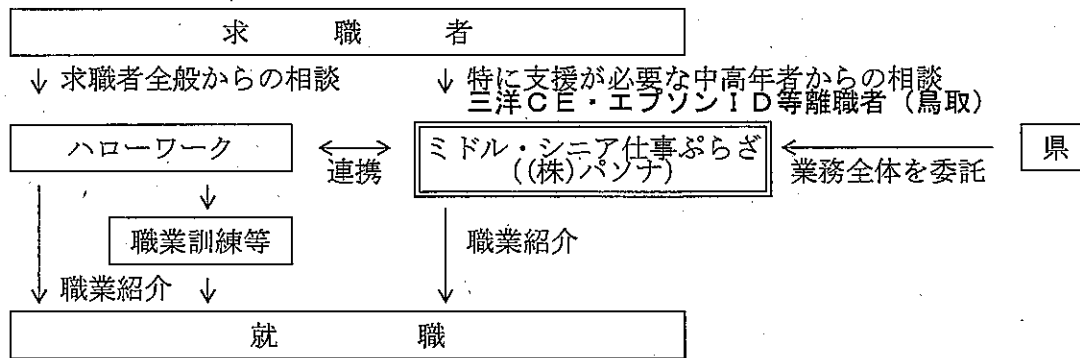 求職者
↓ 求職者全般からの相談
↓ 特に支援が必要な中高年者からの相談
三洋CE・エプソンID等離職者（鳥取）
ハローワーク
連携
ミドル・シニア仕事ぷらざ
((株)パソナ)
業務全体を委託
県
職業訓練等
職業紹介
職業紹介
就職